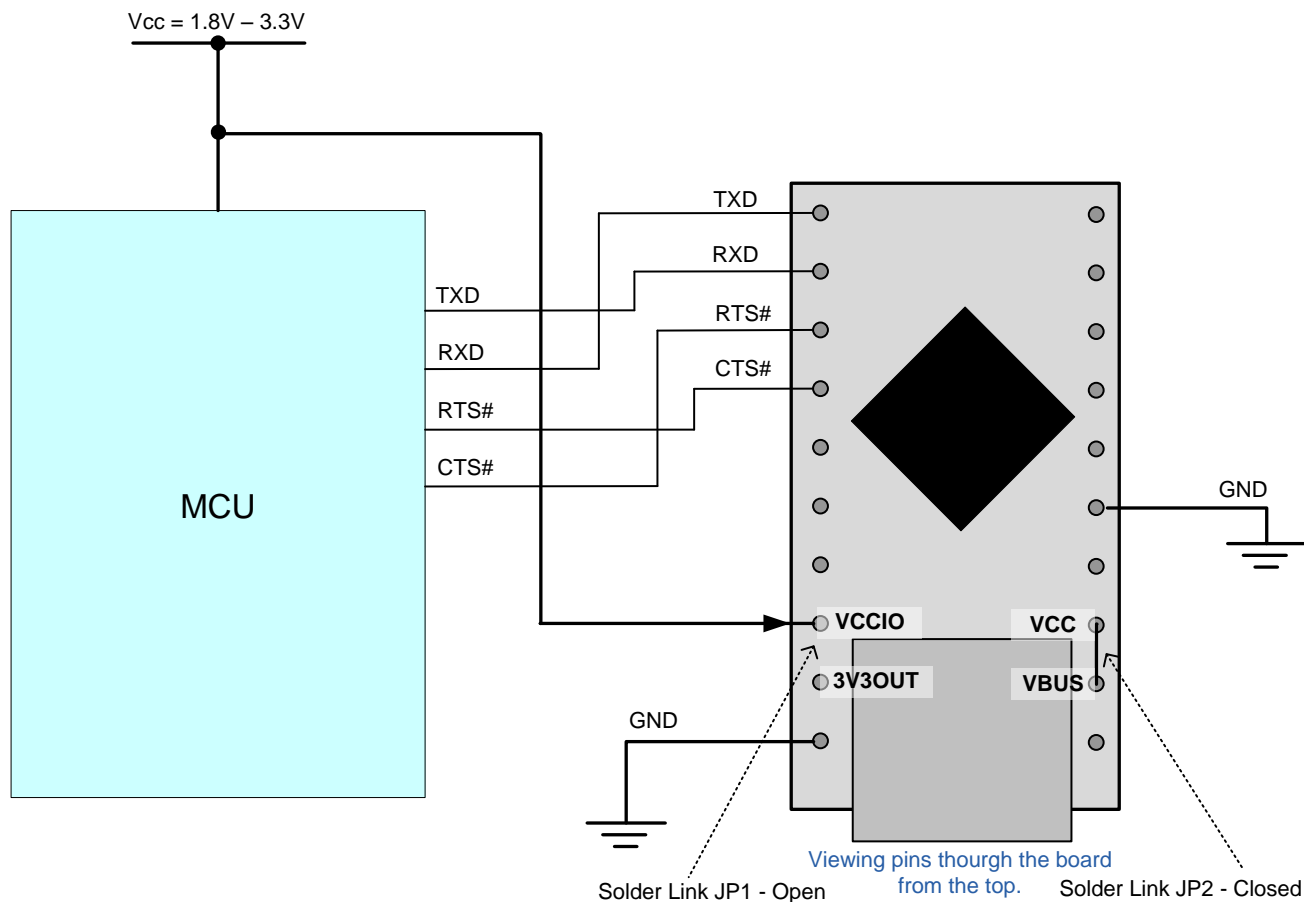 Vcc = 1.8V – 3.3V
TXD
RXD
RTS#
CTS#
TXD
RXD
RTS#
CTS#
MCU
GND
VCCIO
VCC
3V3OUT
VBUS
GND
Viewing pins thourgh the board
from the top.
Solder Link JP1 - Open
Solder Link JP2 - Closed